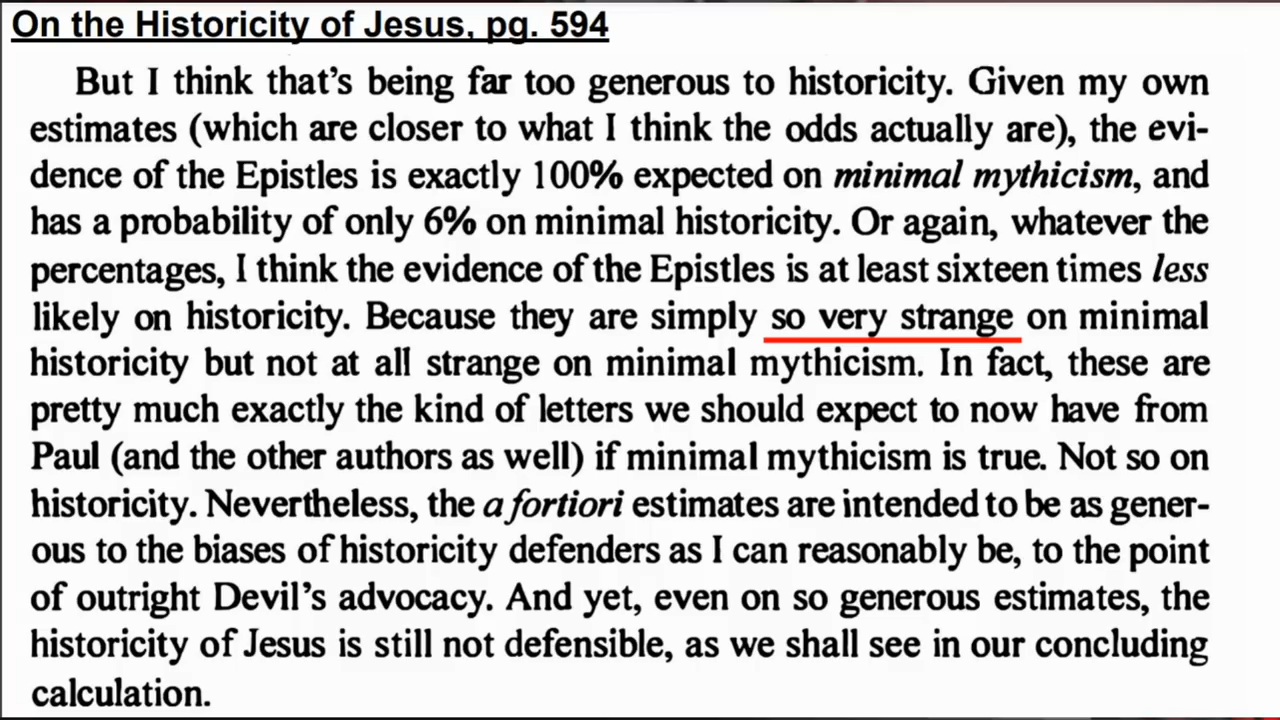 On the Historicity of Jesus, pg. 594
But I think that's being far too generous to historicity. Given my own
estimates (which are closer to what I think the odds actually are), the evi-
dence of the Epistles is exactly 100% expected on minimal mythicism, and
has a probability of only 6% on minimal historicity. Or again, whatever the
percentages, I think the evidence of the Epistles is at least sixteen times less
likely on historicity. Because they are simply so very strange on minimal
historicity but not at all strange on minimal mythicism. In fact, these are
pretty much exactly the kind of letters we should expect to now have from
Paul (and the other authors as well) if minimal mythicism is true. Not so on
historicity. Nevertheless, the a fortiori estimates are intended to be as gener-
ous to the biases of historicity defenders as I can reasonably be, to the point
of outright Devil's advocacy. And yet, even on so generous estimates, the
historicity of Jesus is still not defensible, as we shall see in our concluding
calculation.